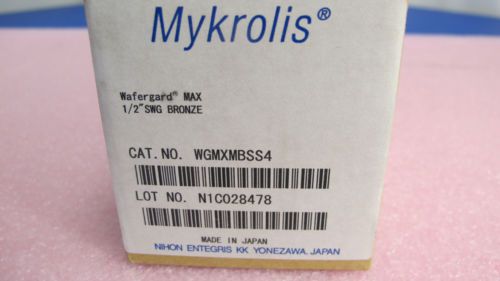 Mykrolis®
Wafergard® MAX
1/2"SWG BRONZE
CAT.NO. WGMXMBSS4
LOT NO. N1C028478
MADE IN JAPAN
NIHON ENTEGRIS KK YONEZAWA.JAPAN